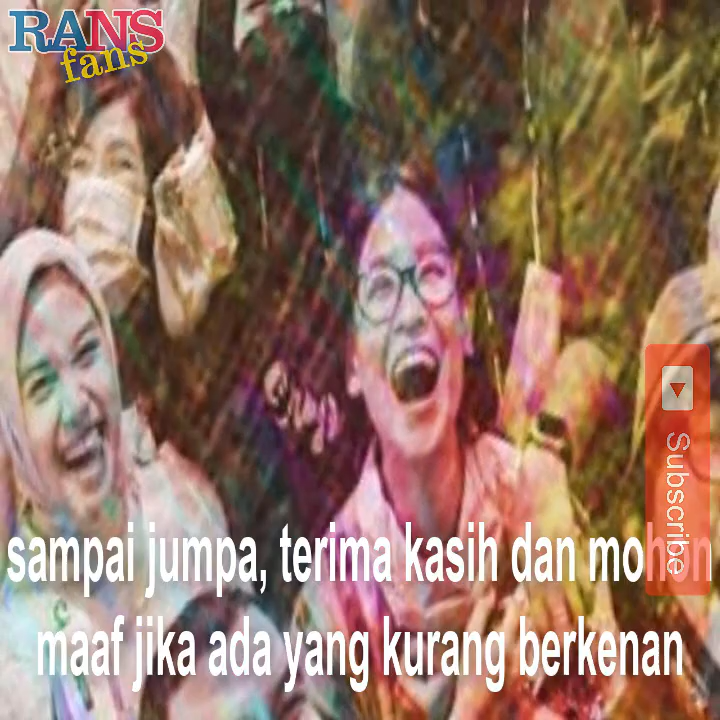 RANS
fans
Subscribe
sampai jumpa, terima kasih dan mohon
maaf jika ada yang kurang berkenan